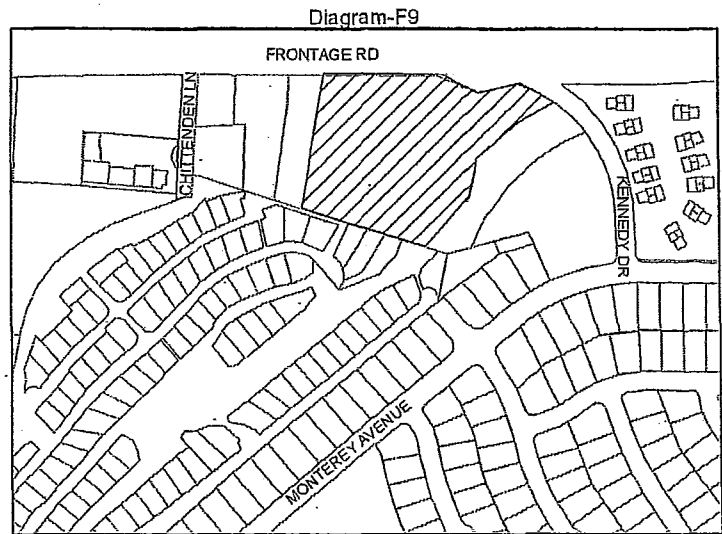 Diagram-F9
FRONTAGE RD
CHITTENDEN LN
KENNEDY DR
MONTEREY AVENUE